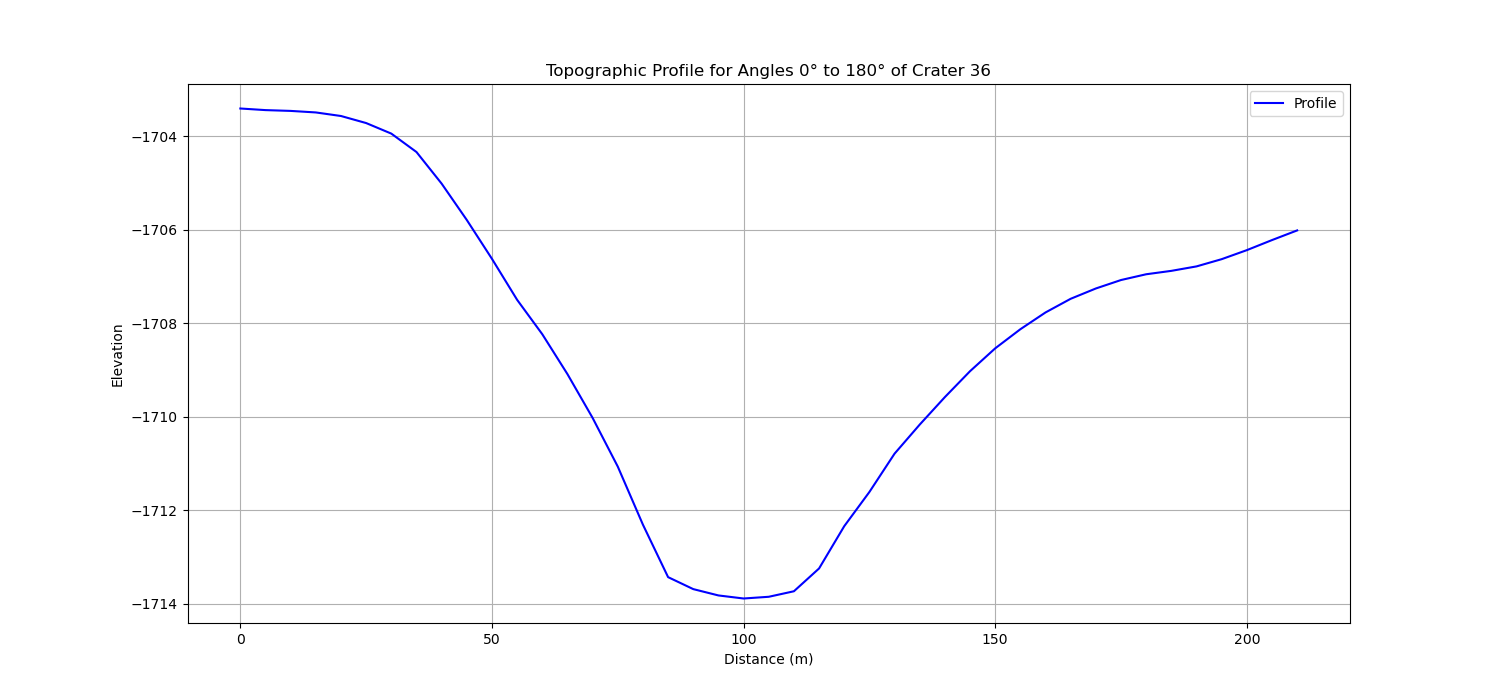 Topographic Profile for Angles 0° to 180° of Crater 36
Profile
−1704
−1706
−1708
−1710
−1712
−1714
Elevation
0 50 100 150 200
Distance (m)